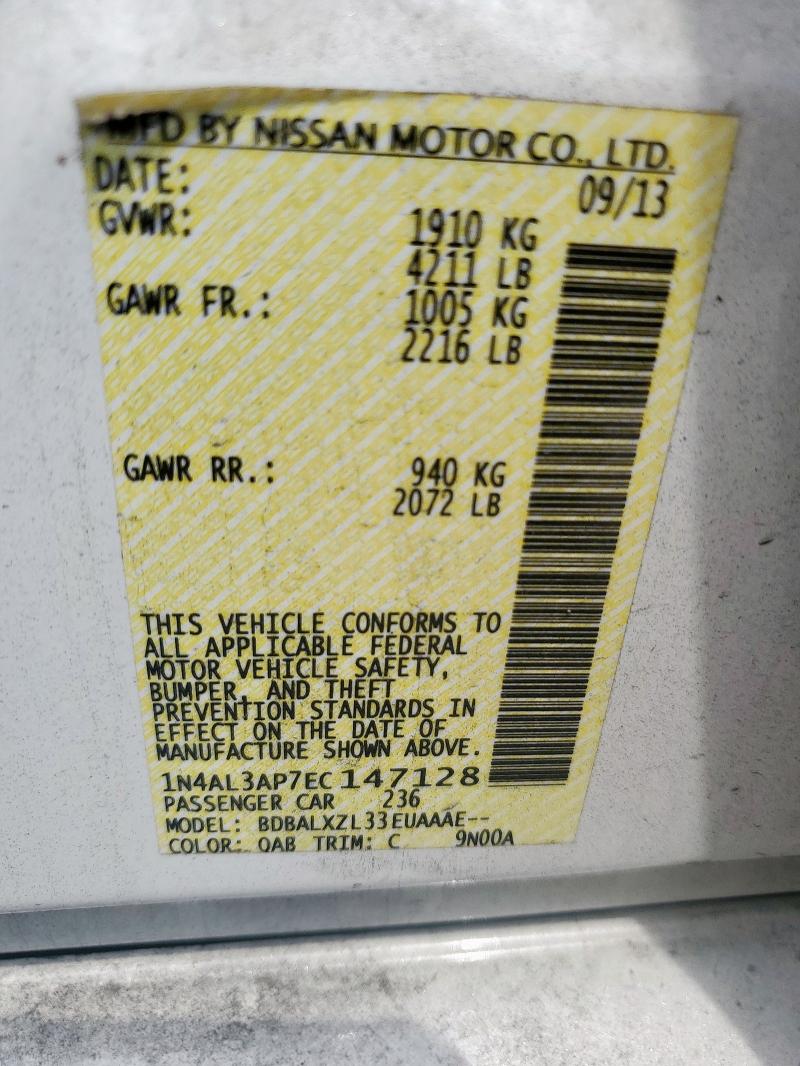 MFD BY NISSAN MOTOR CO., LTD.
DATE: 09/13
GVWR: 1910 KG
4211 LB
GAWR FR.: 1005 KG
2216 LB
GAWR RR.: 940 KG
2072 LB
THIS VEHICLE CONFORMS TO
ALL APPLICABLE FEDERAL
MOTOR VEHICLE SAFETY,
BUMPER, AND THEFT
PREVENTION STANDARDS IN
EFFECT ON THE DATE OF
MANUFACTURE SHOWN ABOVE.
1N4AL3AP7EC147128
PASSENGER CAR 236
MODEL: BDBALXZL33EUAAAE--
COLOR: QAB TRIM: C 9N00A